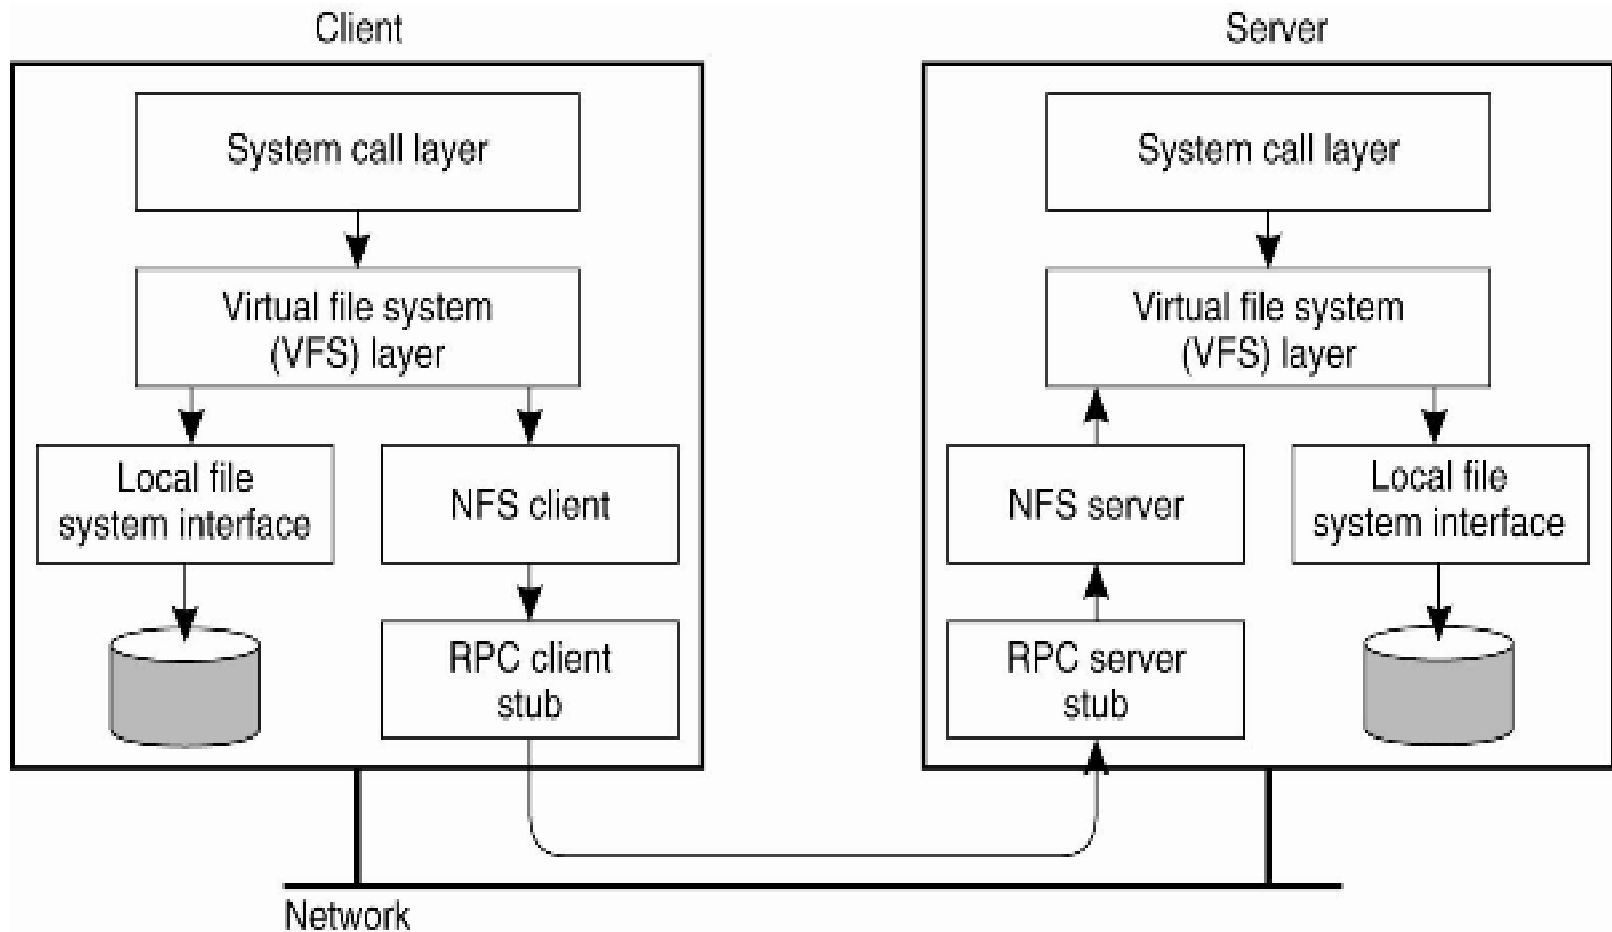 Client
System call layer
Virtual file system
(VFS) layer
Local file
system interface
NFS client
RPC client
stub
Server
System call layer
Virtual file system
(VFS) layer
NFS server
Local file
system interface
RPC server
stub
Network